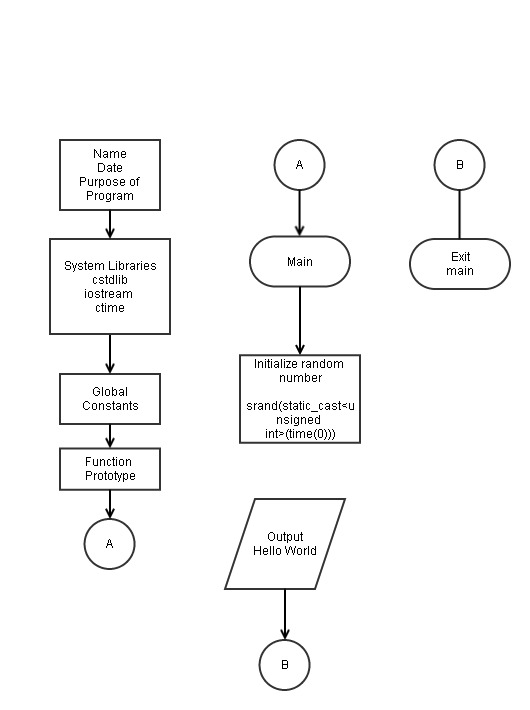 Name
Date
Purpose of
Program
System Libraries
cstdlib
iostream
ctime
Global
Constants
Function
Prototype
A
A
Main
Initialize random
number
srand(static_cast<u
nsigned
int>(time(0)))
Output
Hello World
B
B
Exit
main